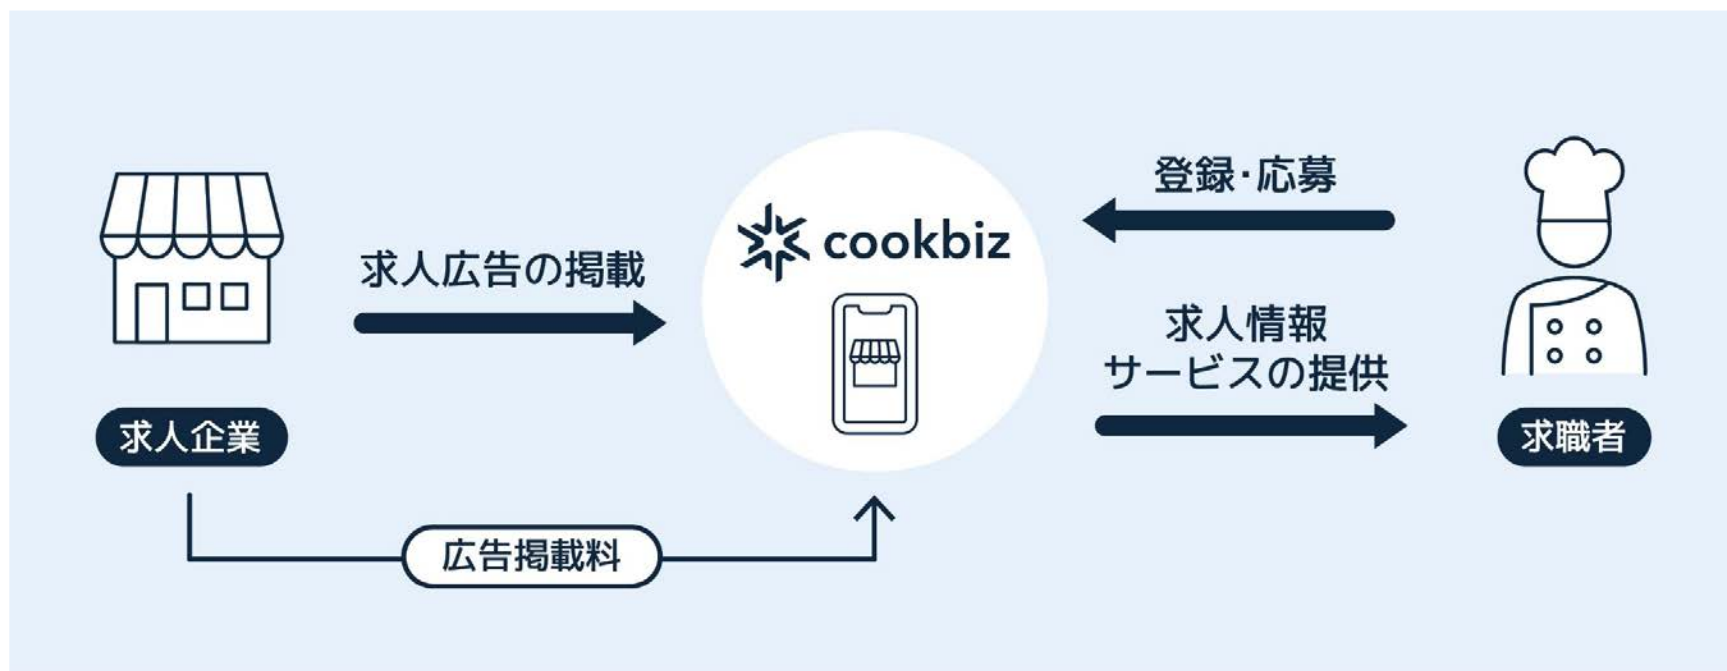 cookbiz
求人広告の掲載
登録・応募
求人情報
サービスの提供
求人企業
求職者
広告掲載料